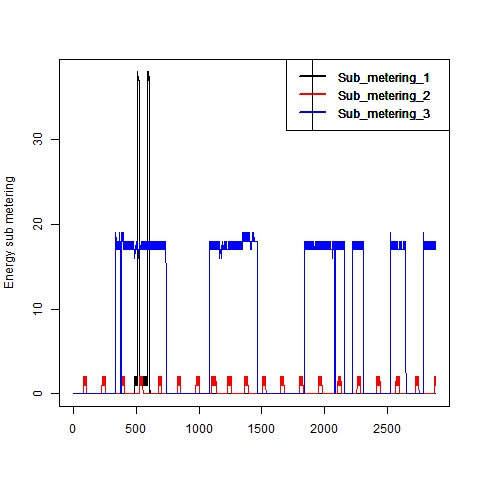 Sub_metering_1
Sub_metering_2
Sub_metering_3
Energy sub metering
30
20
10
0
0 500 1000 1500 2000 2500